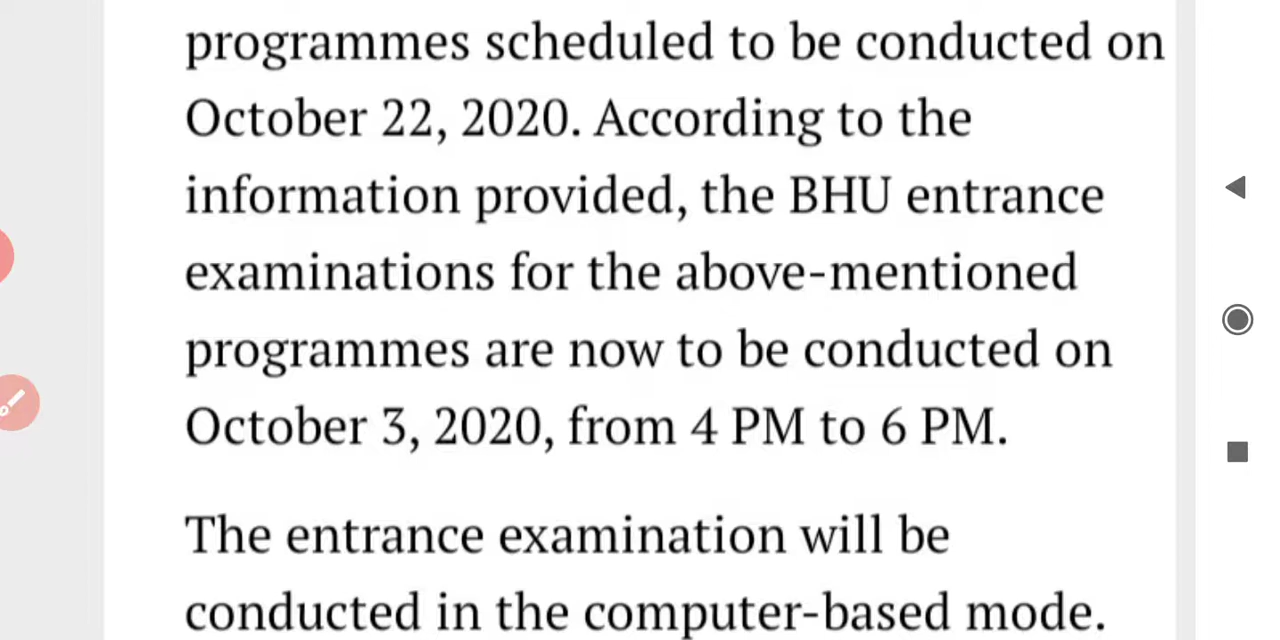 programmes scheduled to be conducted on
October 22, 2020. According to the
information provided, the BHU entrance
examinations for the above-mentioned
programmes are now to be conducted on
October 3, 2020, from 4 PM to 6 PM.
The entrance examination will be
conducted in the computer-based mode.